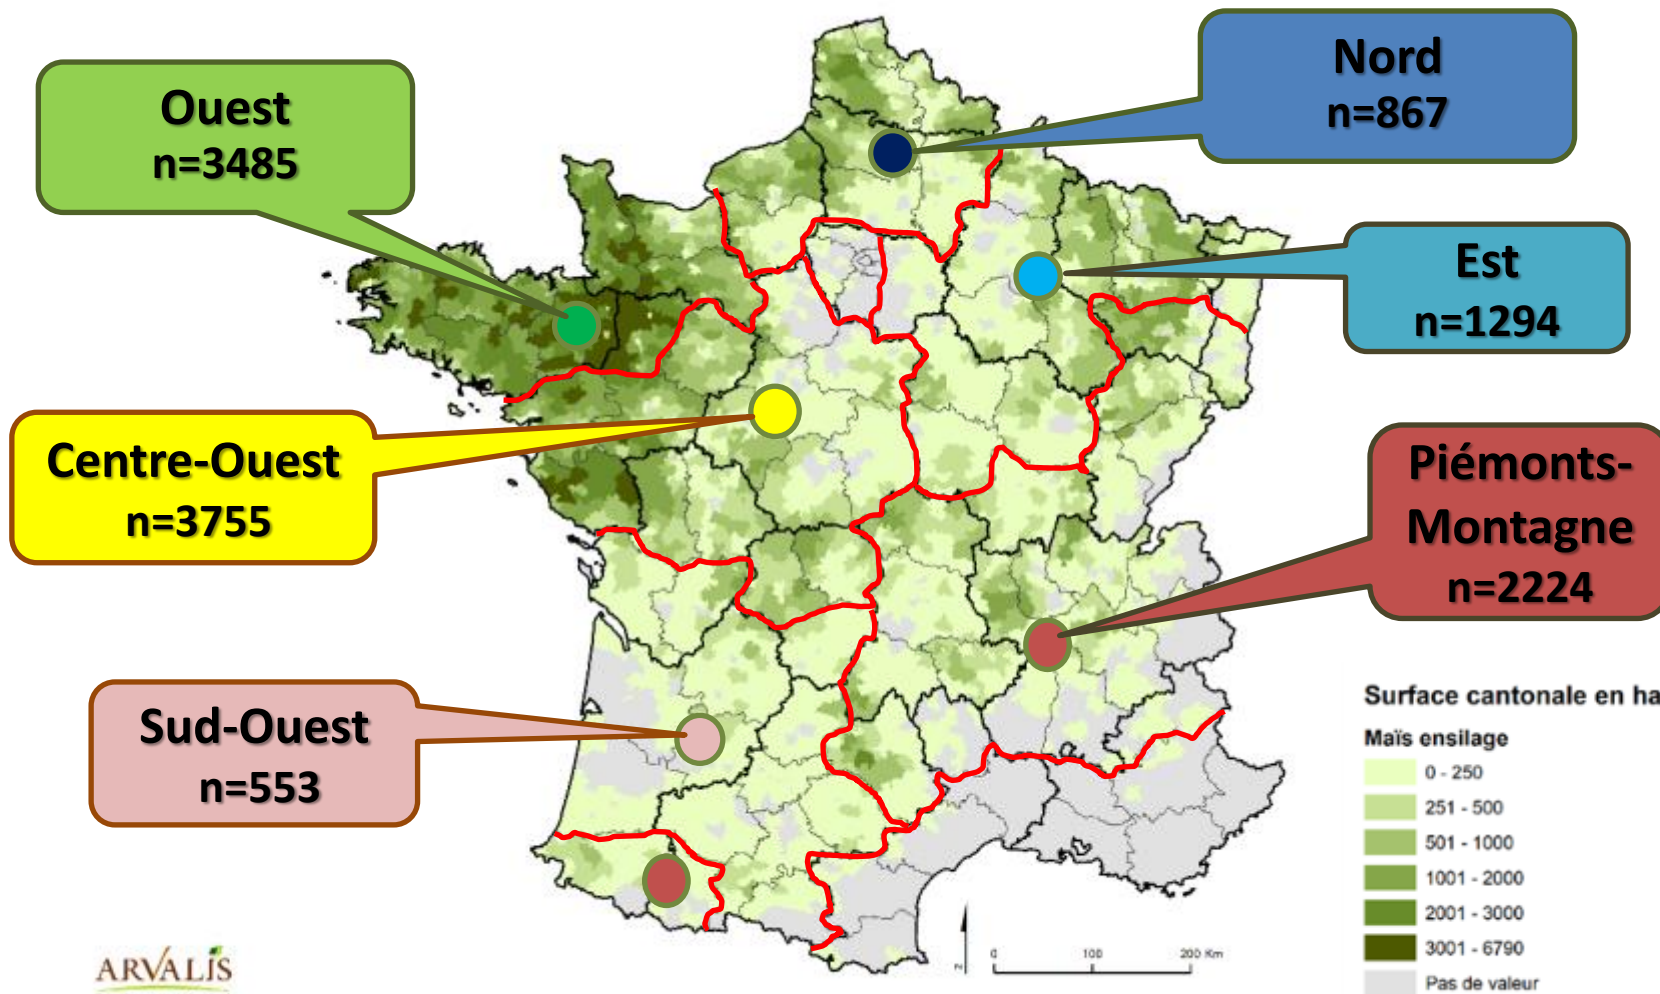 Nord
n=867
Ouest
n=3485
Est
n=1294
Centre-Ouest
n=3755
Piémonts-
Montagne
n=2224
Sud-Ouest
n=553
Surface cantonale en ha
Maïs ensilage
0 - 250
251 - 500
501 - 1000
1001 - 2000
2001 - 3000
3001 - 6790
Pas de valeur
N
0 100 200 Km
ARVALIS